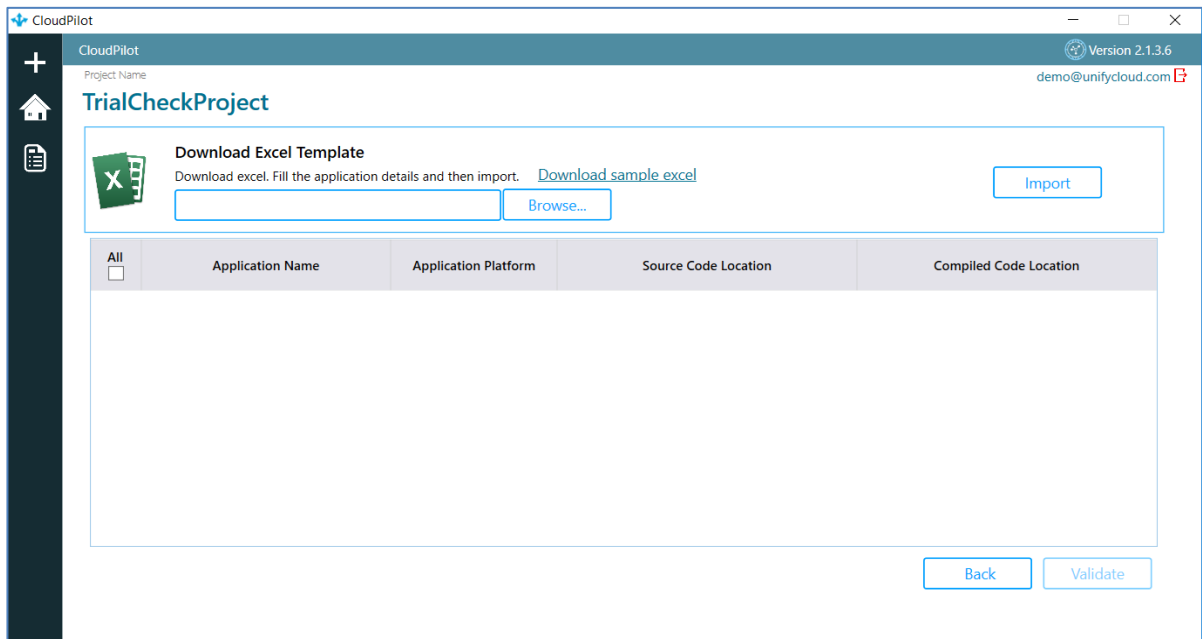 CloudPilot
CloudPilot
Version 2.1.3.6
Project Name
demo@unifycloud.com
TrialCheckProject
Download Excel Template
Download excel. Fill the application details and then import. Download sample excel
Browse...
Import
All
Application Name
Application Platform
Source Code Location
Compiled Code Location
Back
Validate